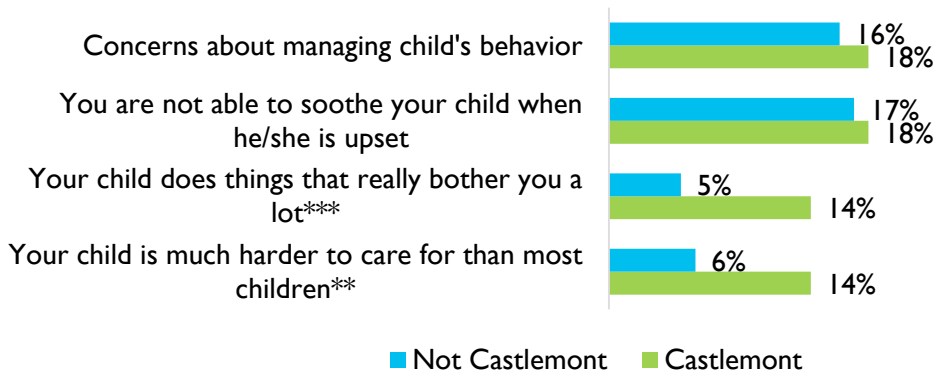 Concerns about managing child's behavior
16%
18%
You are not able to soothe your child when
he/she is upset
17%
18%
Your child does things that really bother you a
lot***
5%
14%
Your child is much harder to care for than most
children**
6%
14%
Not Castlemont
Castlemont